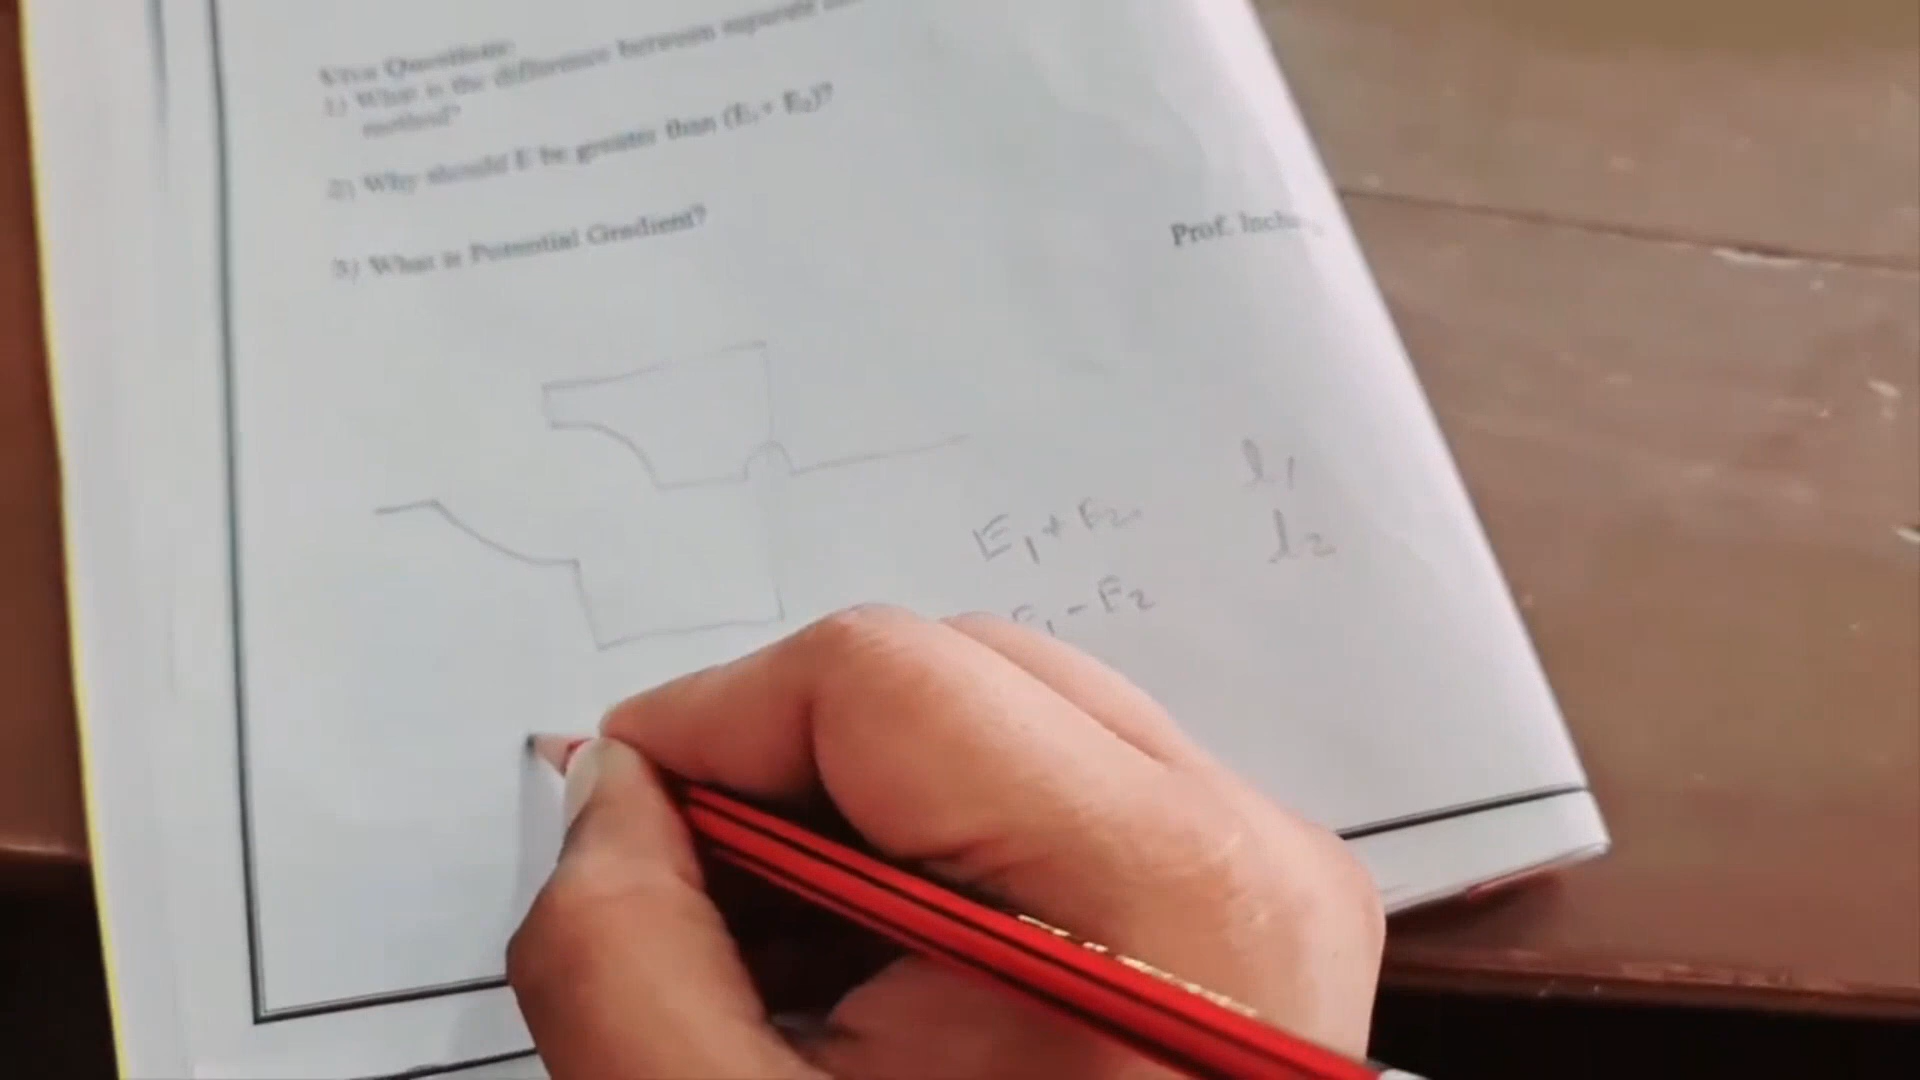 Viva Questions:
1) What is the difference between separate
method?
2) Why should E be greater than (E₁ + E₂)?
3) What is Potential Gradient?
Prof.
l₁
E₁ + E₂
l₂
E₁ - E₂